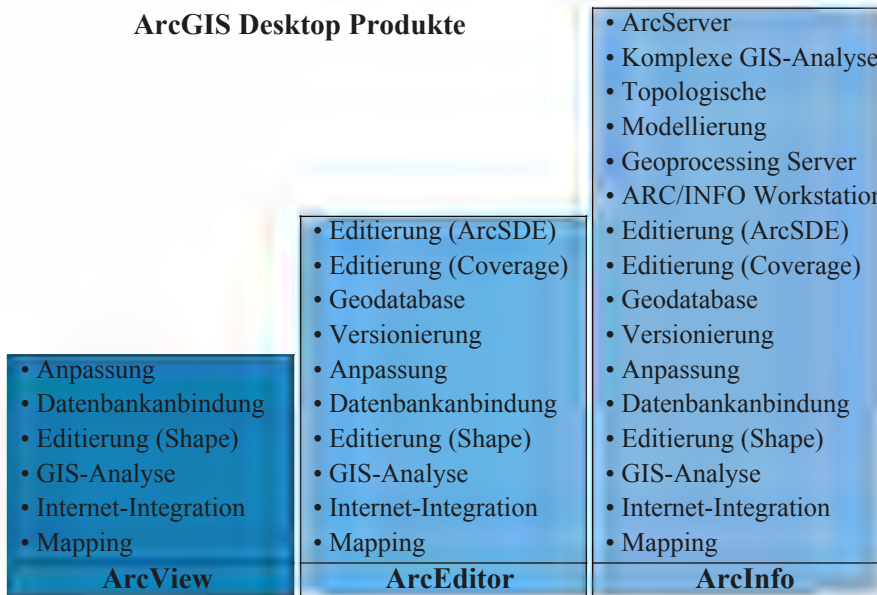 ArcGIS Desktop Produkte
• Anpassung
• Datenbankanbindung
• Editierung (Shape)
• GIS-Analyse
• Internet-Integration
• Mapping
ArcView
• Editierung (ArcSDE)
• Editierung (Coverage)
• Geodatabase
• Versionierung
• Anpassung
• Datenbankanbindung
• Editierung (Shape)
• GIS-Analyse
• Internet-Integration
• Mapping
ArcEditor
• ArcServer
• Komplexe GIS-Analyse
• Topologische
• Modellierung
• Geoprocessing Server
• ARC/INFO Workstation
• Editierung (ArcSDE)
• Editierung (Coverage)
• Geodatabase
• Versionierung
• Anpassung
• Datenbankanbindung
• Editierung (Shape)
• GIS-Analyse
• Internet-Integration
• Mapping
ArcInfo